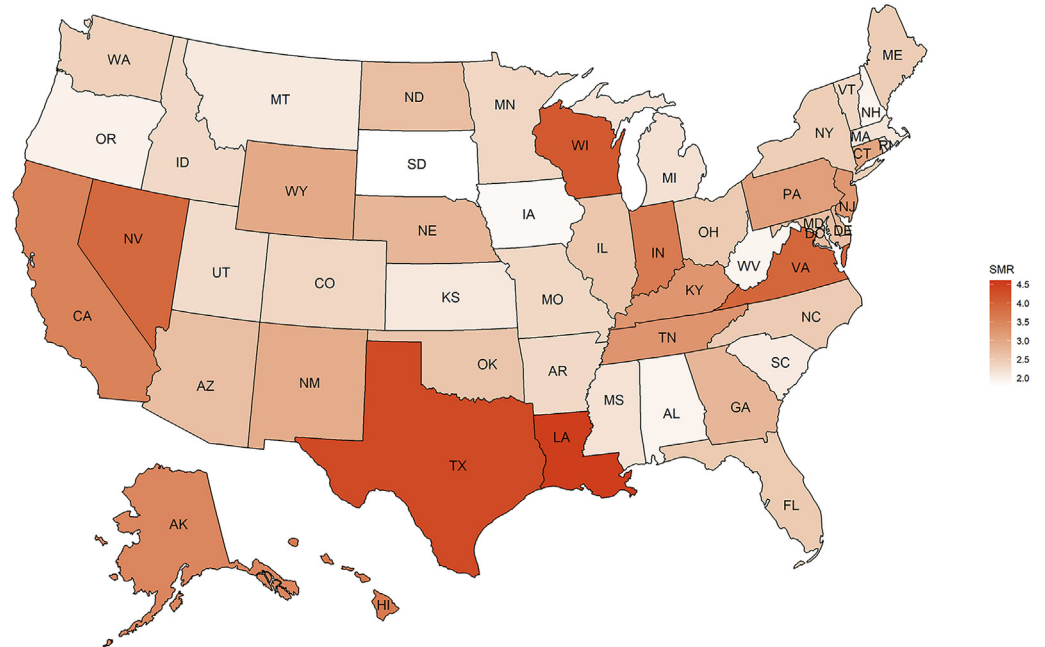 WA
ME
MT
ND
MN
VT
NH
OR
NY
MA
WI
RI
CT
ID
SD
MI
WY
PA
NJ
IA
NE
OH
MD
DE
DC
NV
IL
IN
WV
VA
UT
CO
KY
KS
MO
CA
NC
TN
OK
SC
AR
AZ
NM
MS
AL
GA
LA
TX
FL
AK
HI
SMR
4.5
4.0
3.5
3.0
2.5
2.0